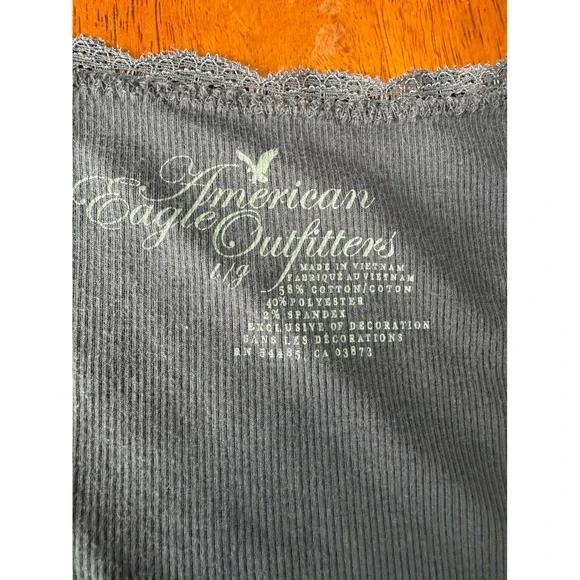 American
Eagle Outfitters
L/g
MADE IN VIETNAM
FABRIQUÉ AU VIETNAM
58% COTTON/COTON
40% POLYESTER
2% SPANDEX
EXCLUSIVE OF DECORATION
SANS LES DÉCORATIONS
RN 54485, CA 03873